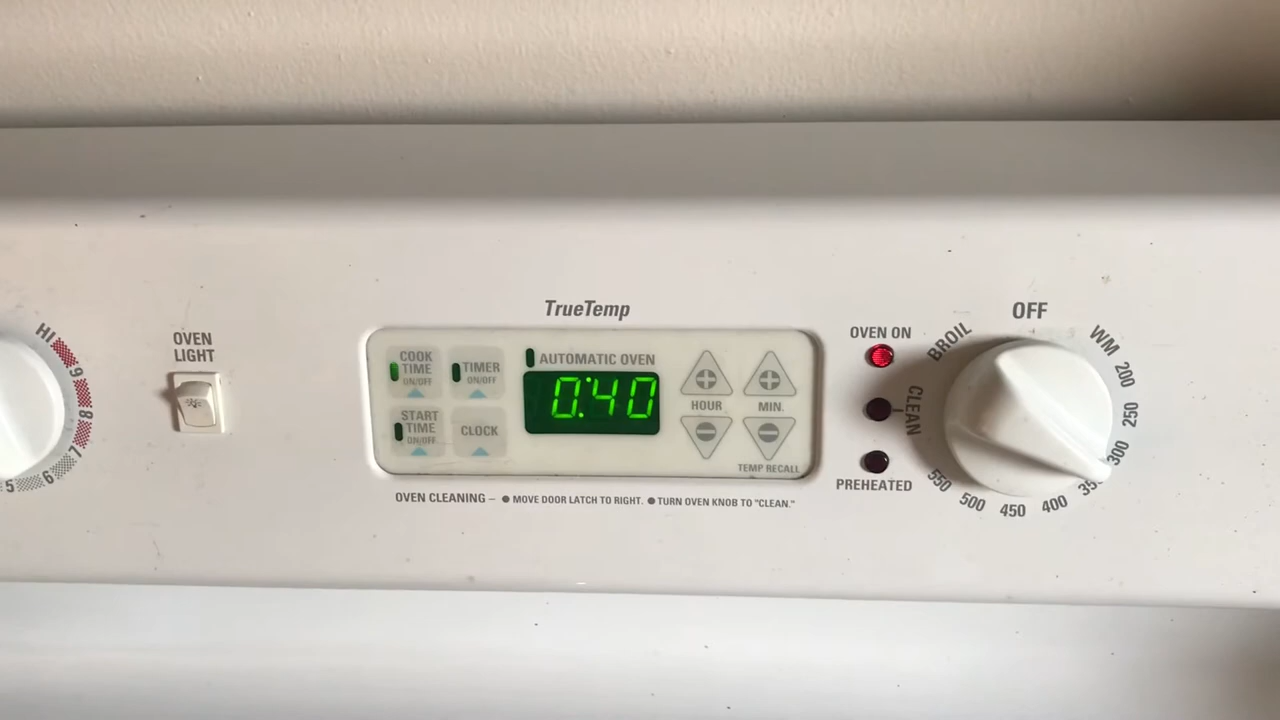 TrueTemp
OFF
HI
9
8
7
6
5
OVEN
LIGHT
COOK
TIME
ON/OFF
TIMER
ON/OFF
START
TIME
ON/OFF
CLOCK
AUTOMATIC OVEN
0:40
HOUR
MIN.
TEMP RECALL
OVEN CLEANING – ● MOVE DOOR LATCH TO RIGHT. ● TURN OVEN KNOB TO "CLEAN."
OVEN ON
CLEAN
PREHEATED
BROIL
WM
200
250
300
400
450
500
550